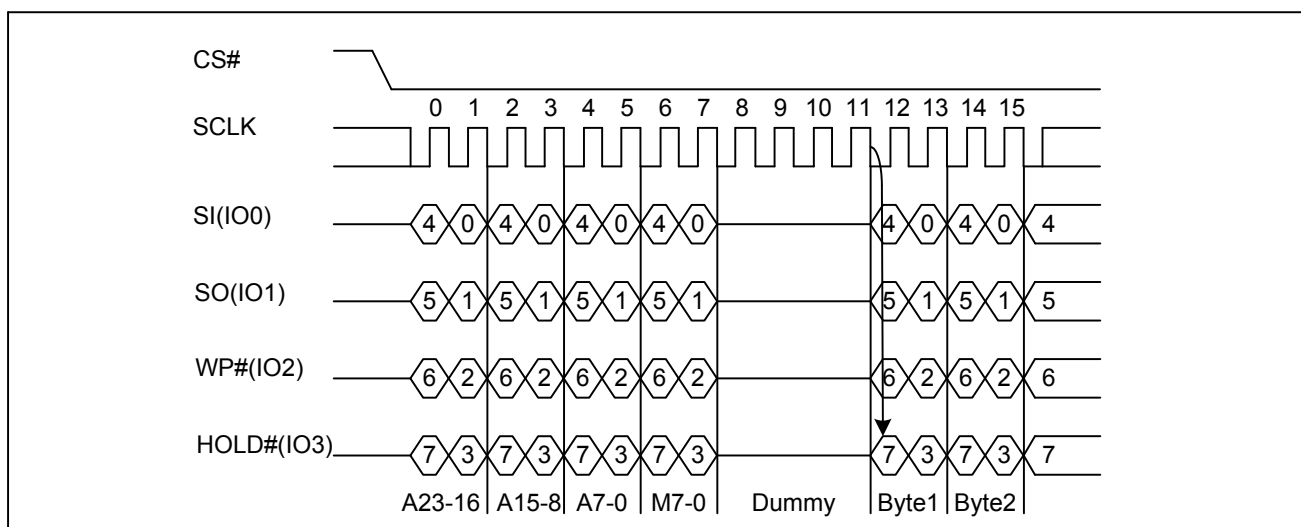 CS#
0 1 2 3 4 5 6 7 8 9 10 11 12 13 14 15
SCLK
SI(IO0) 4 0 4 0 4 0 4 0 4 0 4 0 4
SO(IO1) 5 1 5 1 5 1 5 1 5 1 5 1 5
WP#(IO2) 6 2 6 2 6 2 6 2 6 2 6 2 6
HOLD#(IO3) 7 3 7 3 7 3 7 3 7 3 7 3 7
A23-16 A15-8 A7-0 M7-0 Dummy Byte1 Byte2